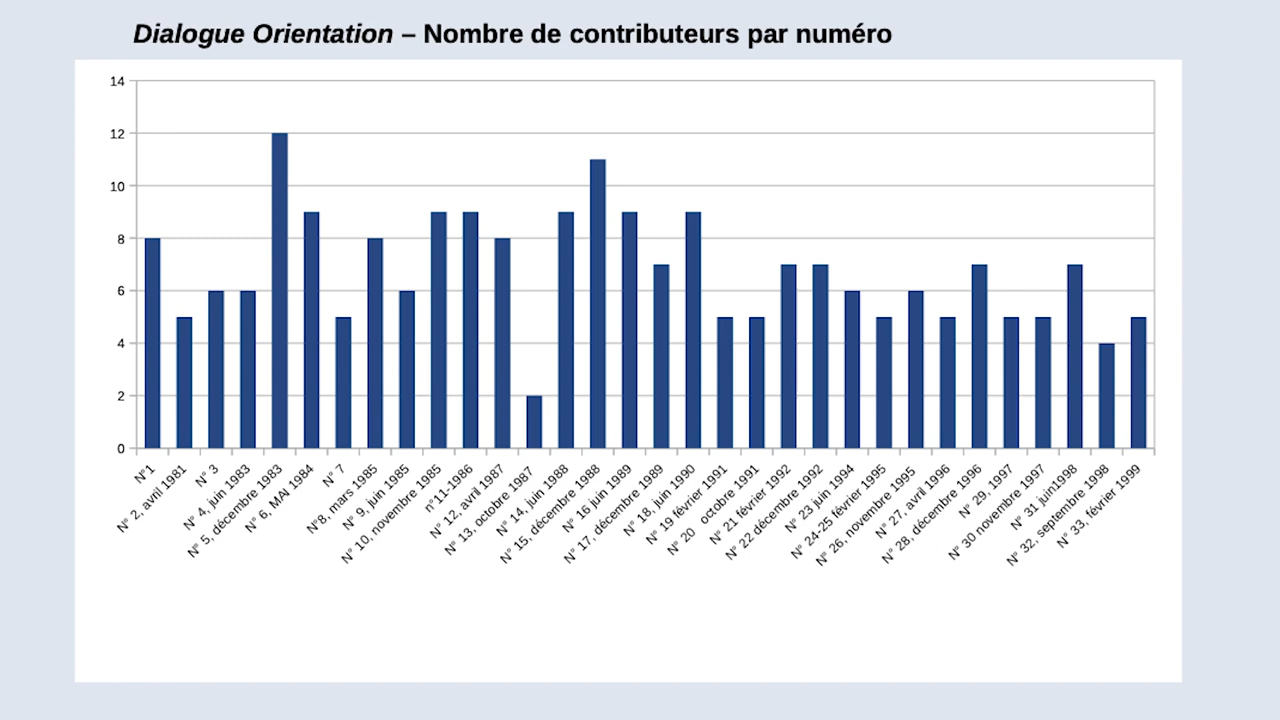 Dialogue Orientation – Nombre de contributeurs par numéro
14
12
10
8
6
4
2
0
N°1
N° 2, avril 1981
N° 3
N° 4, juin 1983
N° 5, décembre 1983
N° 6, MAI 1984
N° 7
N°8, mars 1985
N° 9, juin 1985
N° 10, novembre 1985
n°11-1986
N° 12, avril 1987
N° 13, octobre 1987
N° 14, juin 1988
N° 15, décembre 1988
N° 16 juin 1989
N° 17, décembre 1989
N° 18, juin 1990
N° 19 février 1991
N° 20 octobre 1991
N° 21 février 1992
N° 22 décembre 1992
N° 23 juin 1994
N° 24-25 février 1995
N° 26, novembre 1995
N° 27, avril 1996
N° 28, décembre 1996
N° 29, 1997
N° 30 novembre 1997
N° 31 juin1998
N° 32, septembre 1998
N° 33, février 1999